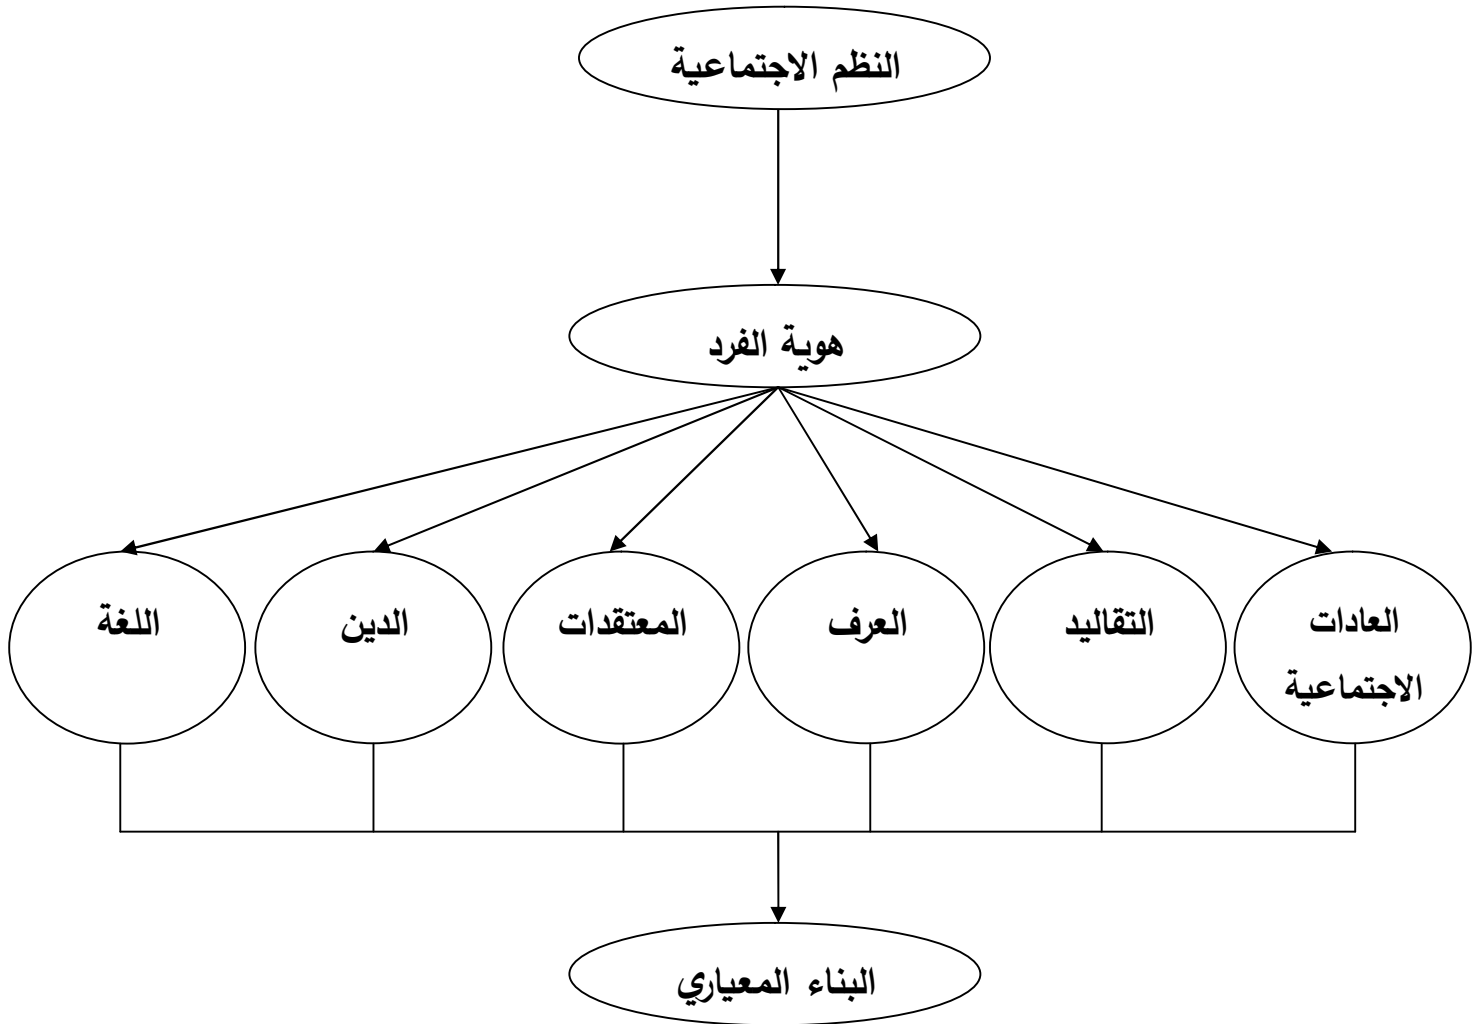 النظم الاجتماعية
هوية الفرد
العادات
الاجتماعية
التقاليد
العرف
المعتقدات
الدين
اللغة
البناء المعياري